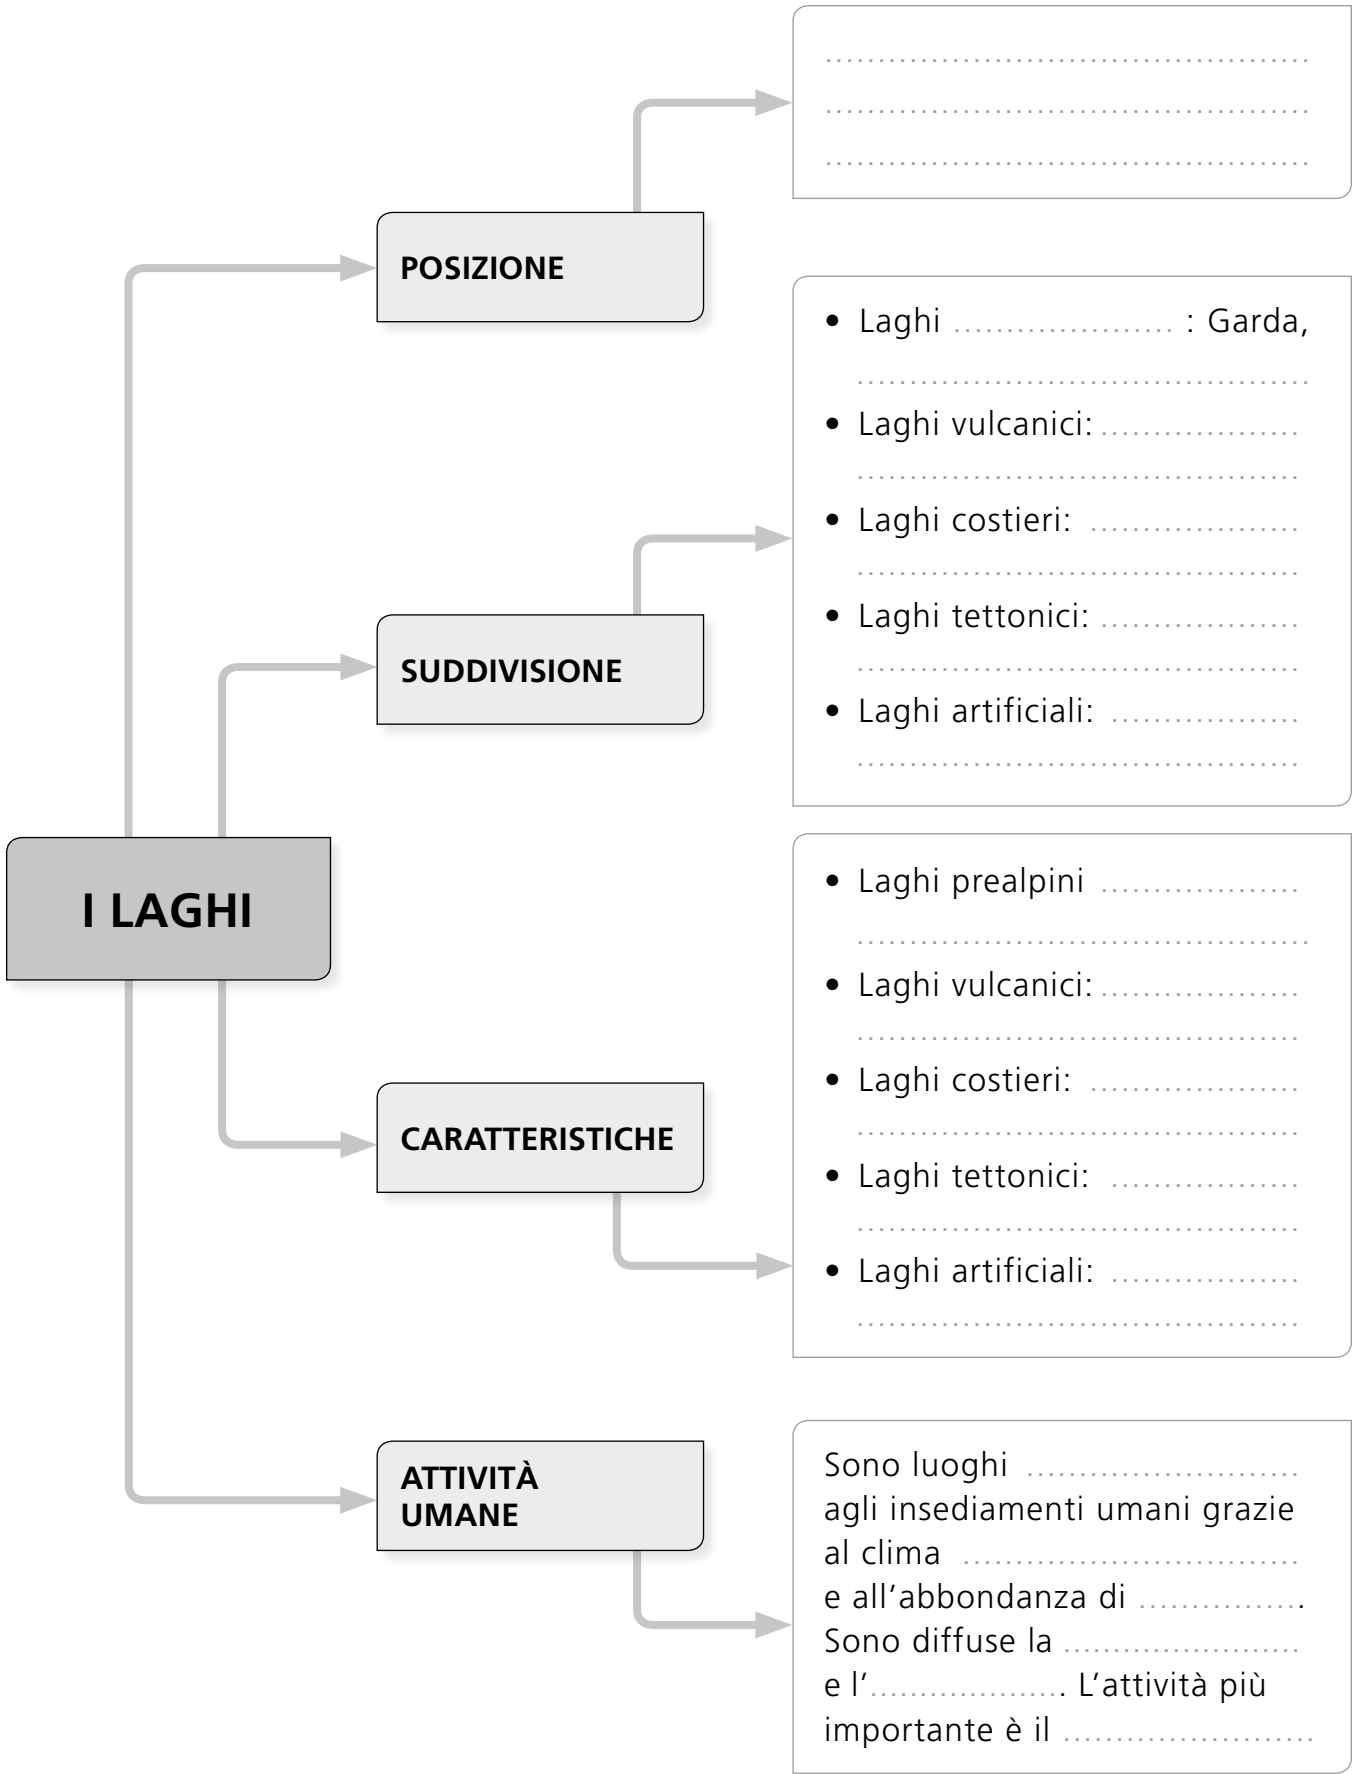 POSIZIONE
• Laghi ..................... : Garda,
...........................................
• Laghi vulcanici: ...................
..........................................
• Laghi costieri: ....................
..........................................
• Laghi tettonici: ...................
..........................................
• Laghi artificiali: ..................
..........................................
SUDDIVISIONE
I LAGHI
• Laghi prealpini ...................
...........................................
• Laghi vulcanici: ...................
..........................................
• Laghi costieri: ....................
..........................................
• Laghi tettonici: ..................
..........................................
• Laghi artificiali: ..................
..........................................
CARATTERISTICHE
ATTIVITÀ
UMANE
Sono luoghi ..........................
agli insediamenti umani grazie
al clima ................................
e all’abbondanza di ................
Sono diffuse la .......................
e l’................... L’attività più
importante è il ........................